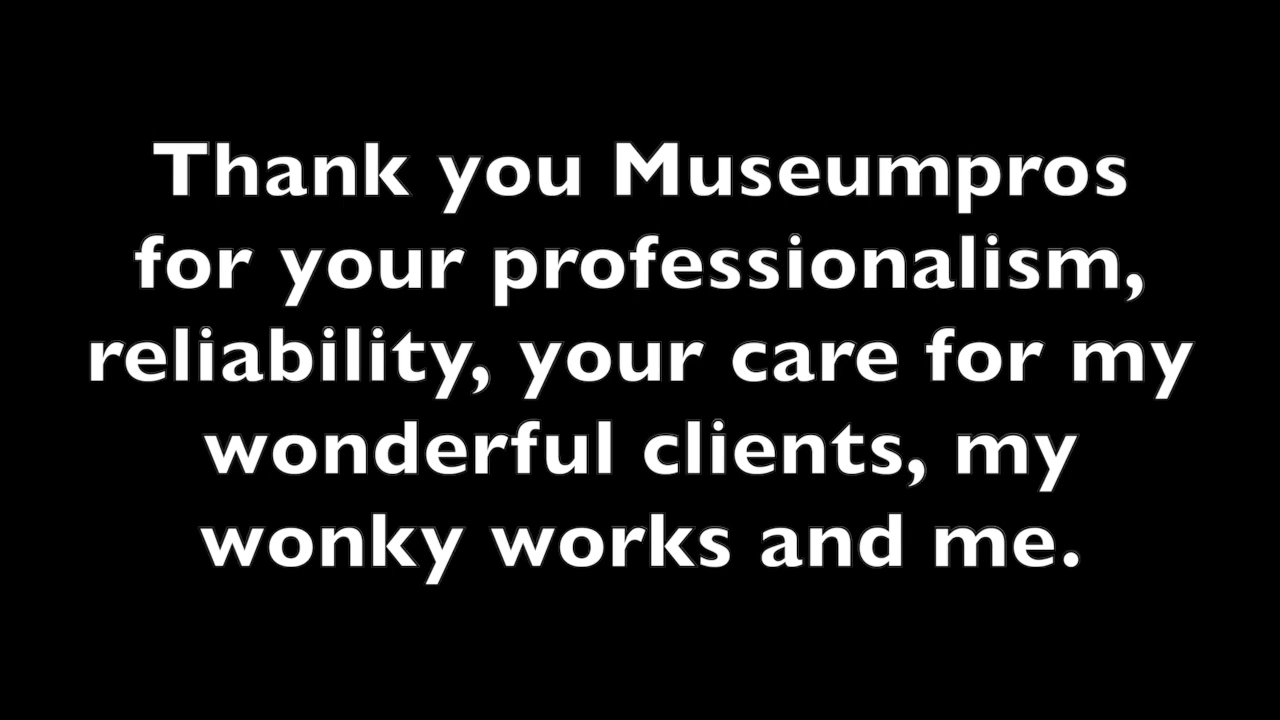 Thank you Museumpros
for your professionalism,
reliability, your care for my
wonderful clients, my
wonky works and me.